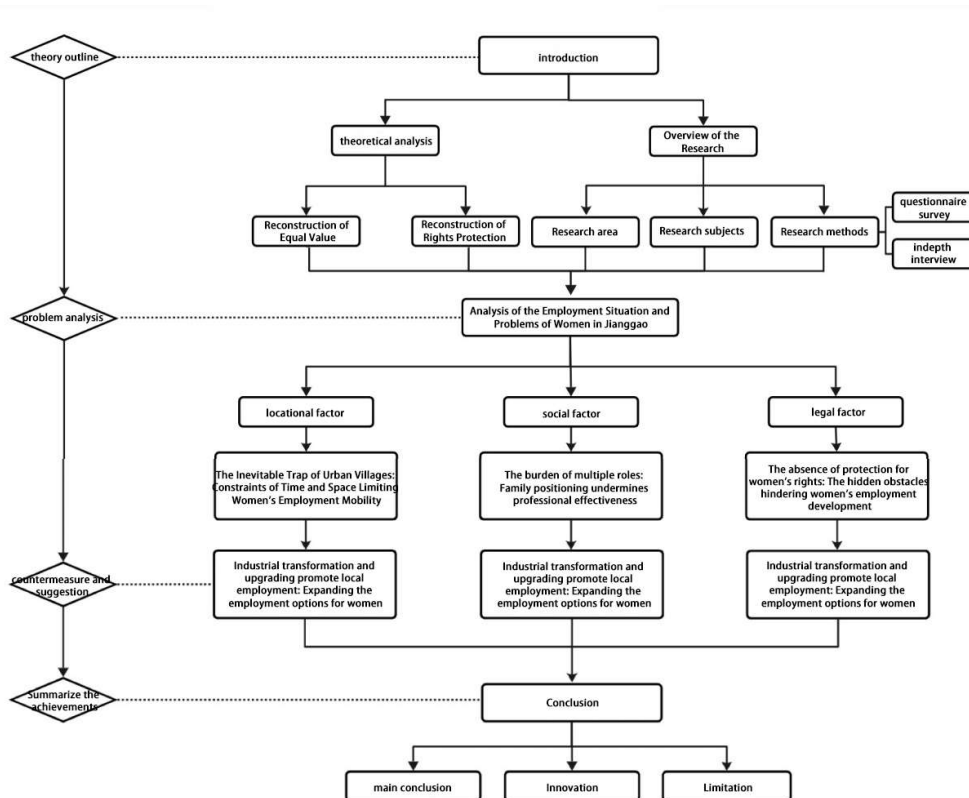 theory outline
introduction
theoretical analysis
Overview of the
Research
Reconstruction of
Equal Value
Reconstruction of
Rights Protection
Research area
Research subjects
Research methods
questionnaire
survey
indepth
interview
problem analysis
Analysis of the Employment Situation and
Problems of Women in Jianggao
locational factor
social factor
legal factor
The Inevitable Trap of Urban Villages:
Constraints of Time and Space Limiting
Women's Employment Mobility
The burden of multiple roles:
Family positioning undermines
professional effectiveness
The absence of protection for
women's rights: The hidden obstacles
hindering women's employment
development
countermeasure and
suggestion
Industrial transformation and
upgrading promote local
employment: Expanding the
employment options for women
Industrial transformation and
upgrading promote local
employment: Expanding the
employment options for women
Industrial transformation and
upgrading promote local
employment: Expanding the
employment options for women
Summarize the
achievements
Conclusion
main conclusion
Innovation
Limitation